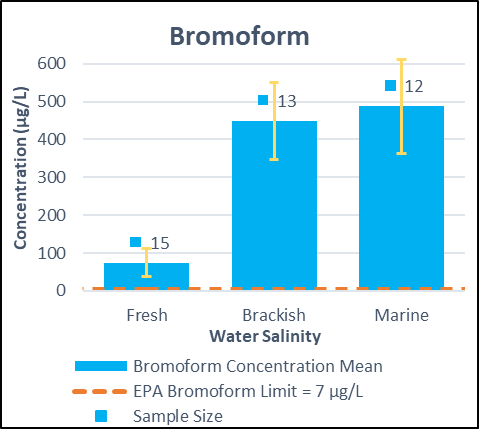 Bromoform
Concentration (µg/L)
600
500
400
300
200
100
0
15
13
12
Fresh
Brackish
Marine
Water Salinity
Bromoform Concentration Mean
EPA Bromoform Limit = 7 µg/L
Sample Size